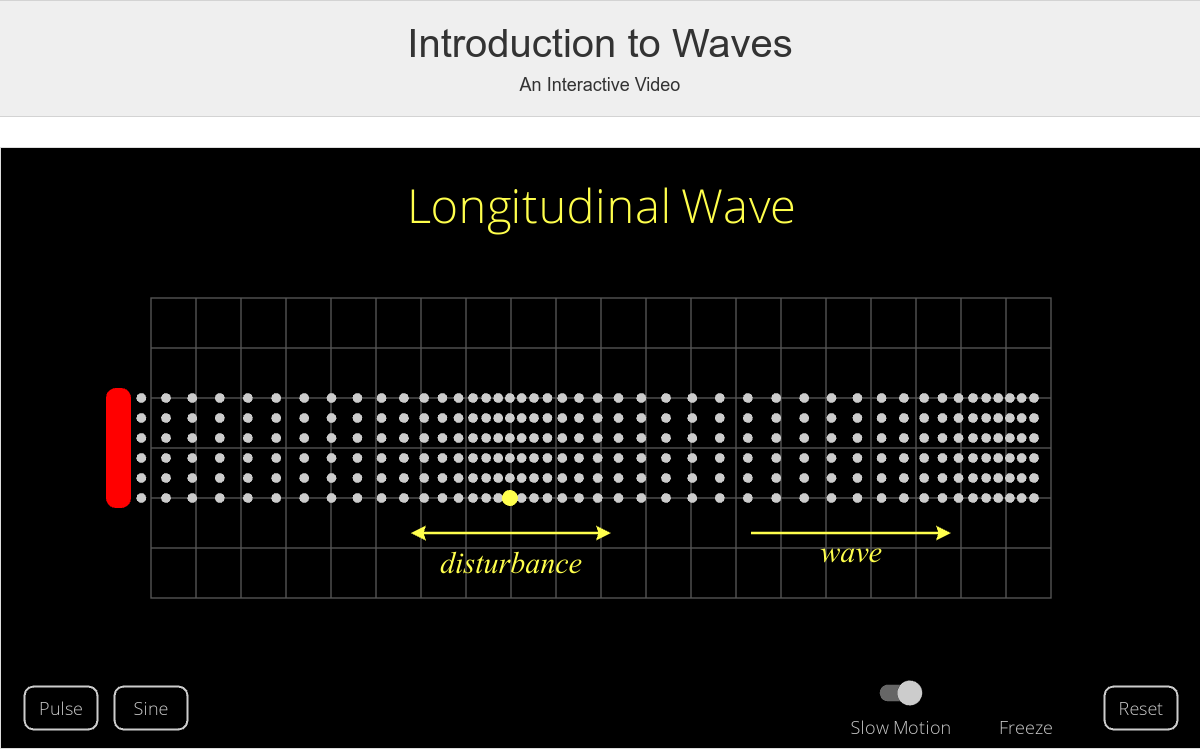 Introduction to Waves
An Interactive Video
Longitudinal Wave
disturbance
wave
Pulse
Sine
Slow Motion
Freeze
Reset